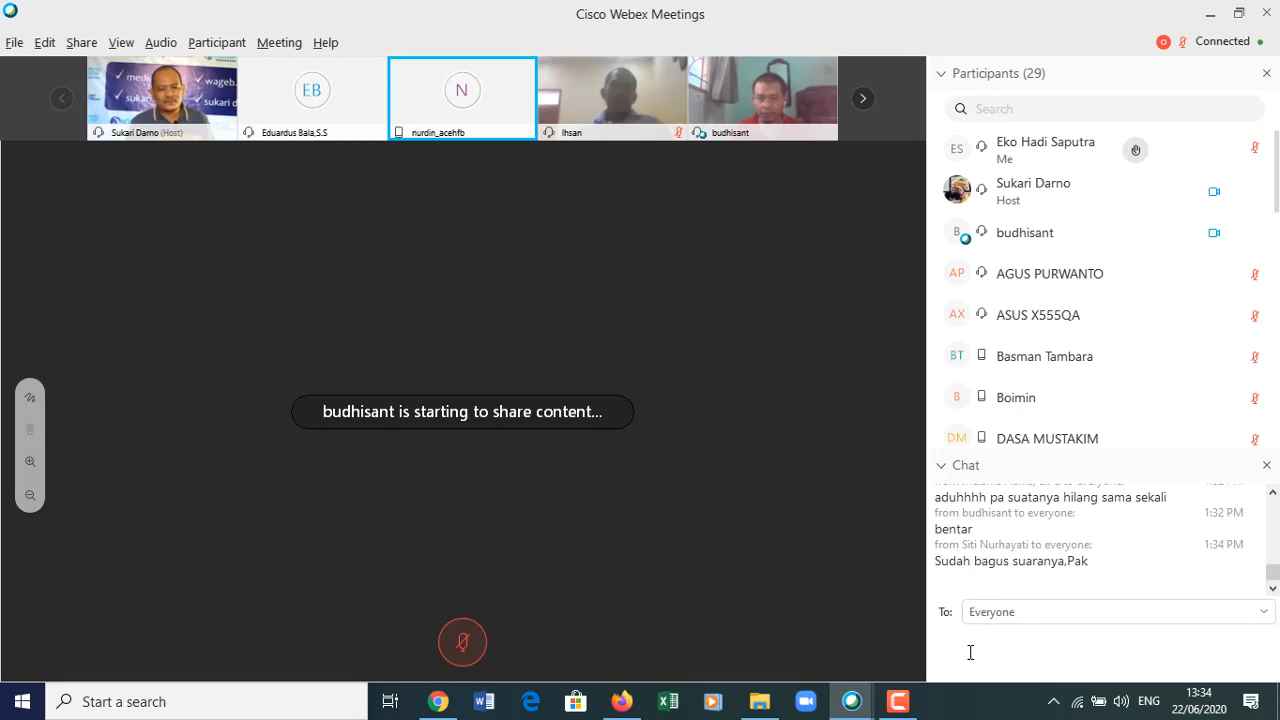 Cisco Webex Meetings
File Edit Share View Audio Participant Meeting Help
Connected
media
wageb.
sukari
sukari d
EB
N
Sukari Darno (Host)
Eduardus Bala,S.S
nurdin_acehfb
Ihsan
budhisant
budhisant is starting to share content...
Participants (29)
Search
ES Eko Hadi Saputra
Me
Sukari Darno
Host
B budhisant
AP AGUS PURWANTO
AX ASUS X555QA
BT Basman Tambara
B Boimin
DM DASA MUSTAKIM
Chat
aduhhhh pa suatanya hilang sama sekali
from budhisant to everyone: 1:32 PM
bentar
from Siti Nurhayati to everyone: 1:34 PM
Sudah bagus suaranya,Pak
To: Everyone
Start a search
ENG
13:34
22/06/2020